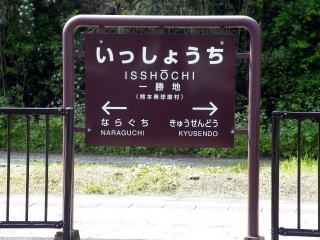 いっしょうち
ISSHŌCHI
一勝地
(熊本県球磨村)
← →
ならぐち きゅうせんどう
NARAGUCHI KYUSENDO